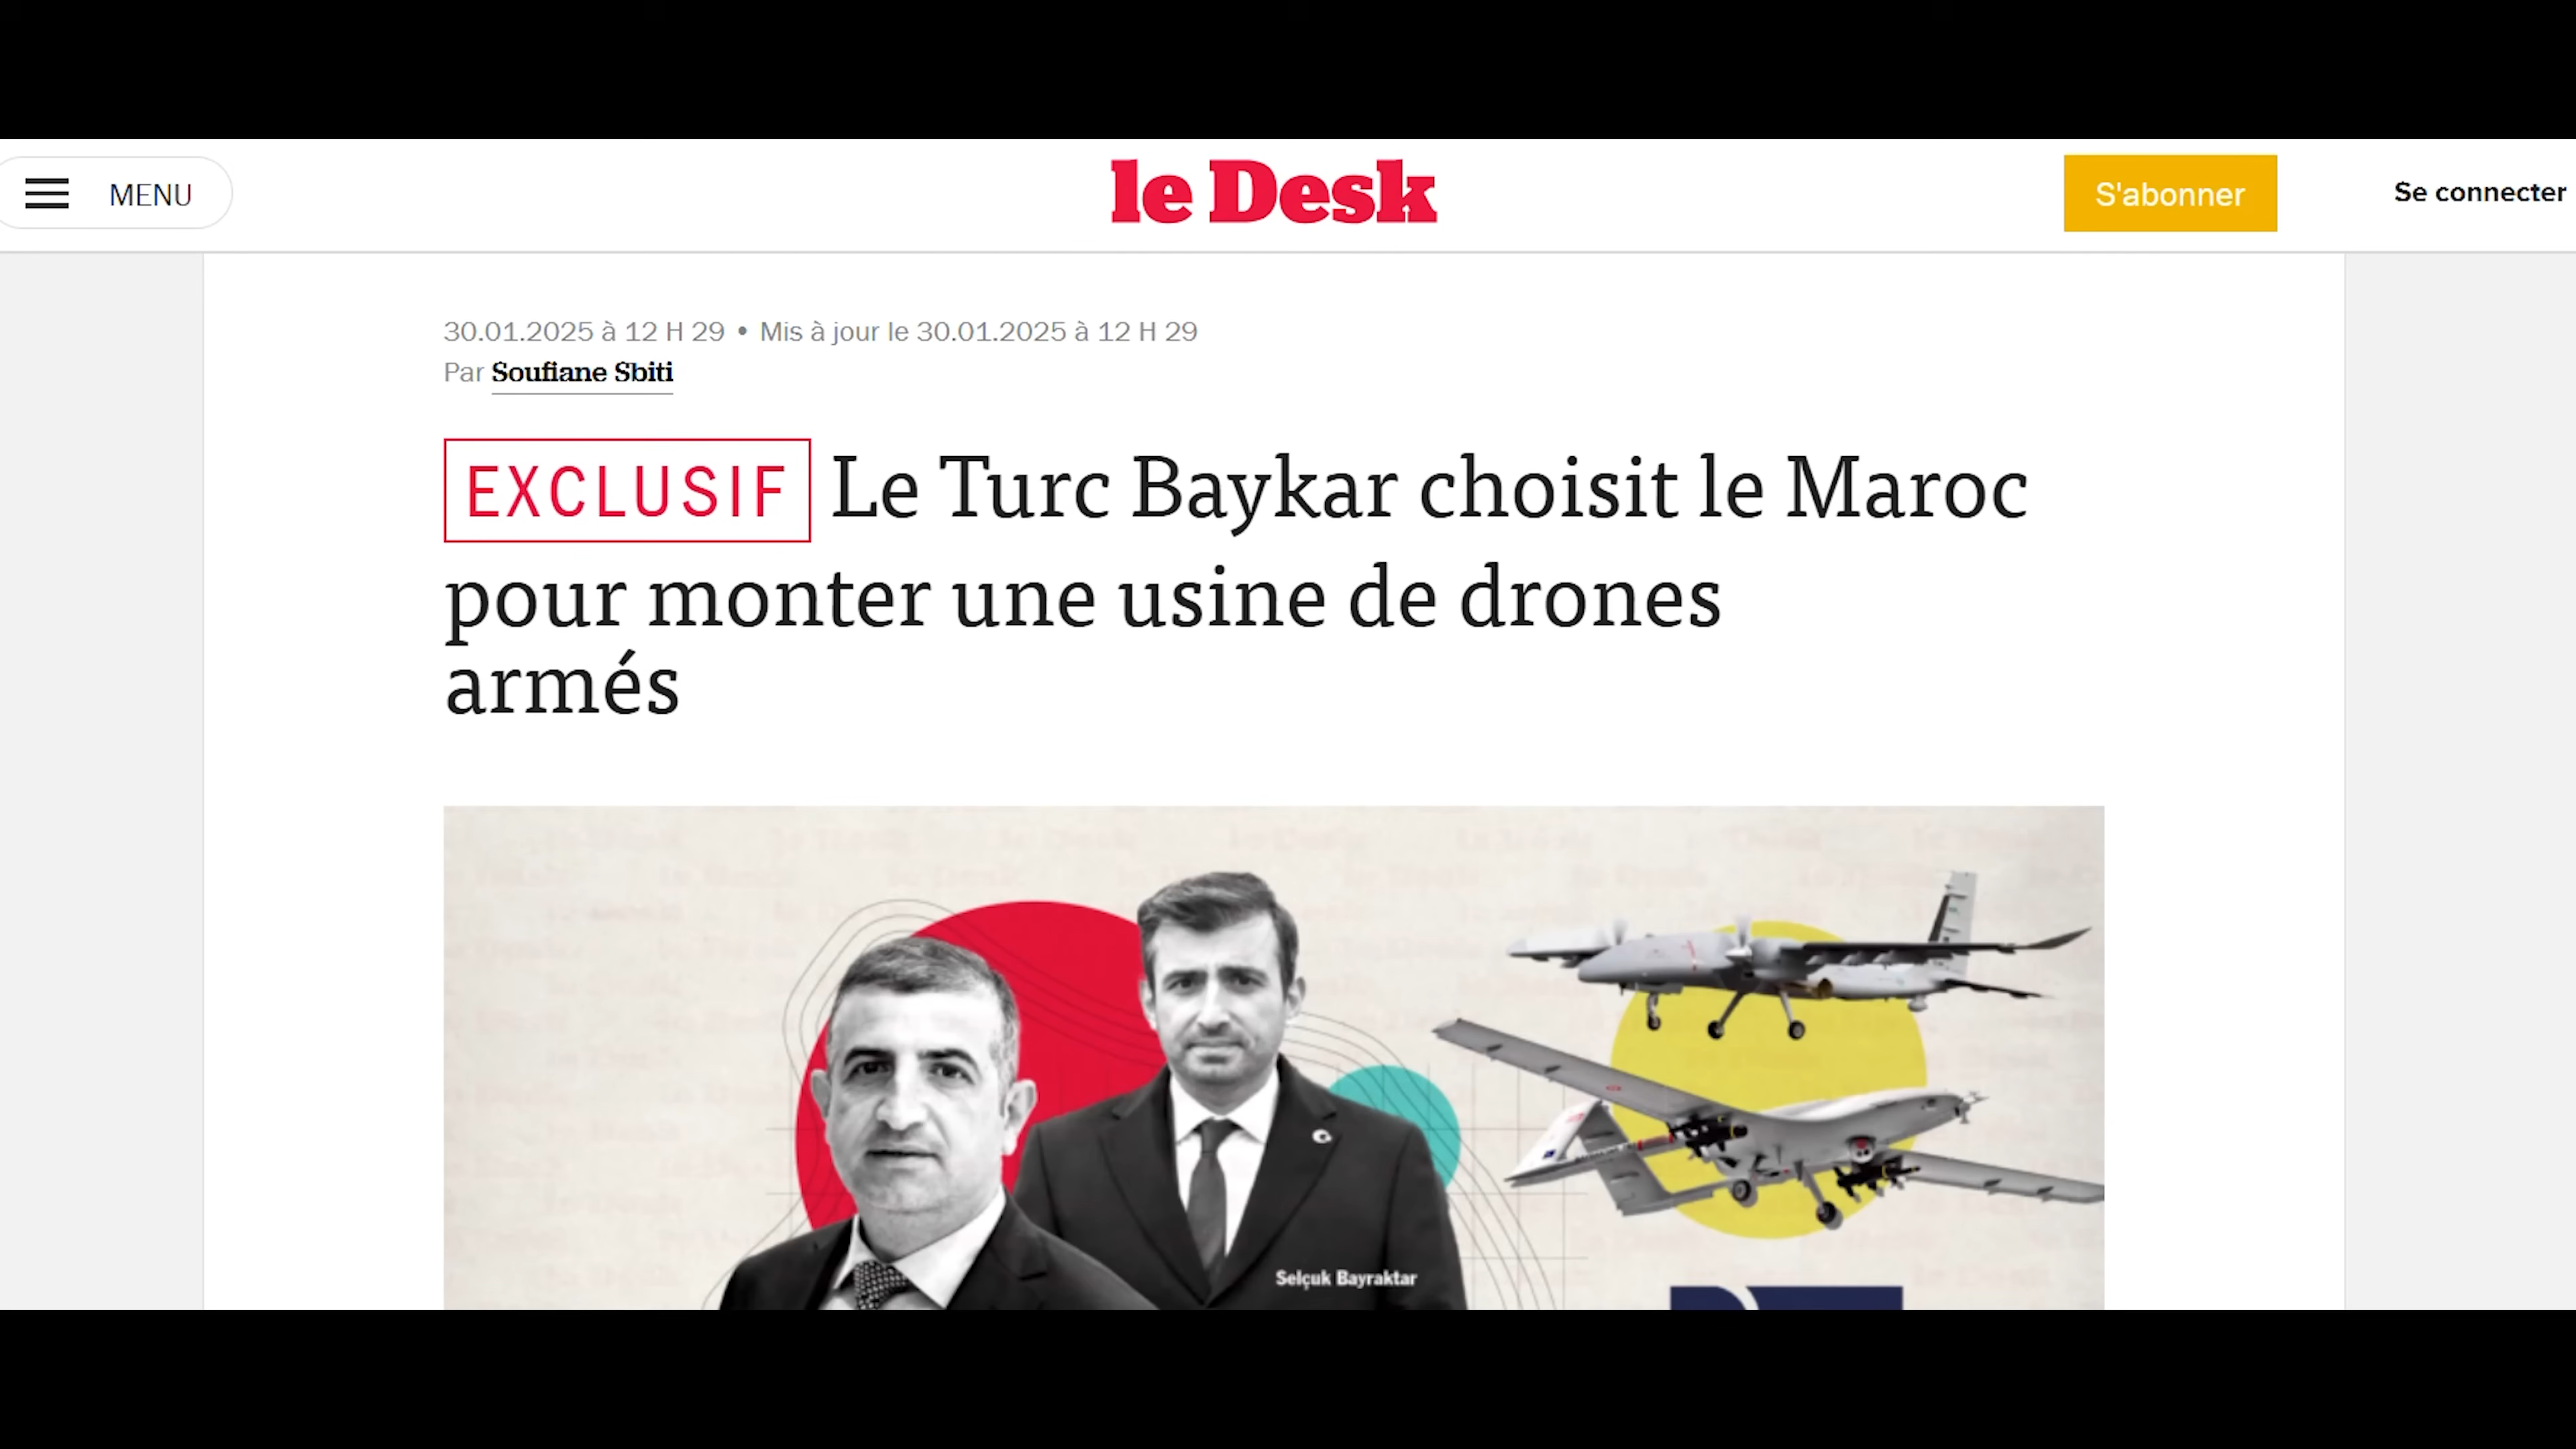 MENU
le Desk
S'abonner
Se connecter
30.01.2025 à 12 H 29 • Mis à jour le 30.01.2025 à 12 H 29
Par Soufiane Sbiti
EXCLUSIF Le Turc Baykar choisit le Maroc
pour monter une usine de drones
armés
Selçuk Bayraktar